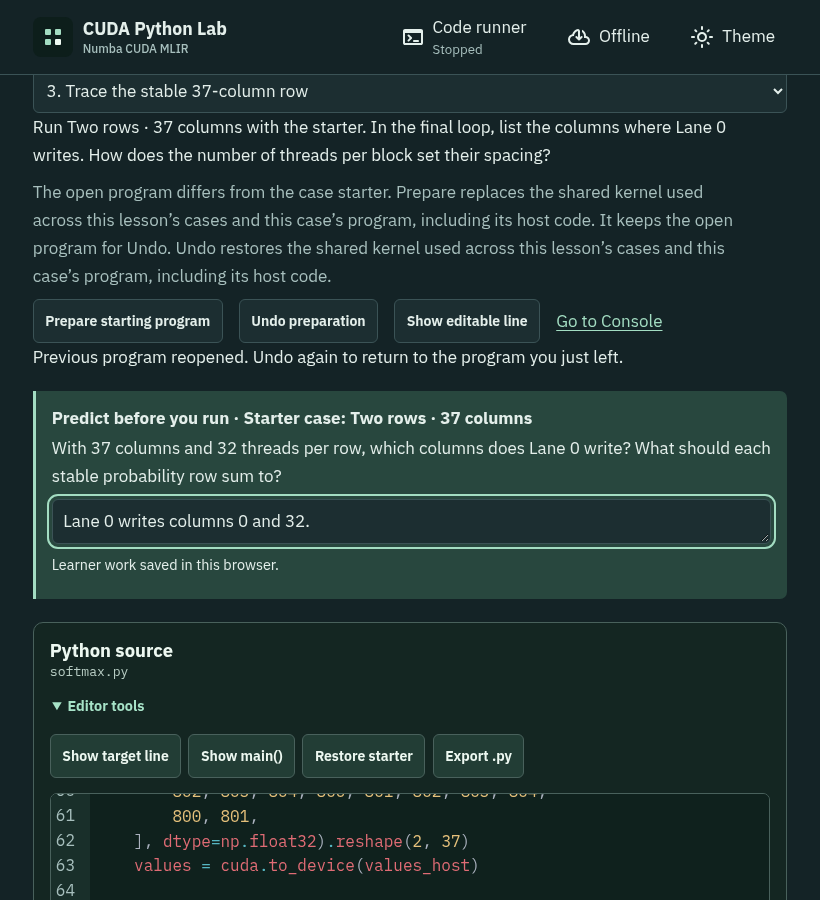 CUDA Python Lab
Numba CUDA MLIR
Code runner
Stopped
Offline
Theme
3. Trace the stable 37-column row
Run Two rows · 37 columns with the starter. In the final loop, list the columns where Lane 0
writes. How does the number of threads per block set their spacing?
The open program differs from the case starter. Prepare replaces the shared kernel used
across this lesson’s cases and this case’s program, including its host code. It keeps the open
program for Undo. Undo restores the shared kernel used across this lesson’s cases and this
case’s program, including its host code.
Prepare starting program
Undo preparation
Show editable line
Go to Console
Previous program reopened. Undo again to return to the program you just left.
Predict before you run · Starter case: Two rows · 37 columns
With 37 columns and 32 threads per row, which columns does Lane 0 write? What should each
stable probability row sum to?
Lane 0 writes columns 0 and 32.
Learner work saved in this browser.
Python source
softmax.py
▼ Editor tools
Show target line
Show main()
Restore starter
Export .py
61 800, 801,
62 ], dtype=np.float32).reshape(2, 37)
63 values = cuda.to_device(values_host)
64